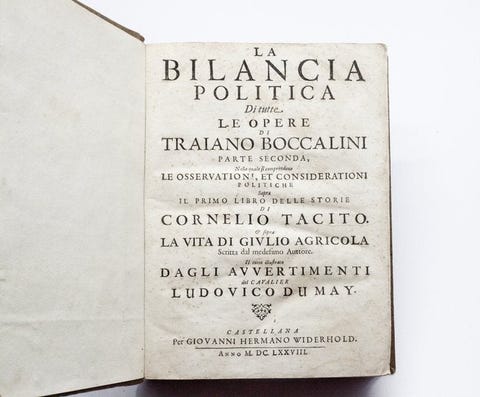 LA
BILANCIA
POLITICA
Di tutte
LE OPERE
DI
TRAIANO BOCCALINI
PARTE SECONDA,
Nella quale si comprendono
LE OSSERVATIONI, ET CONSIDERATIONI
POLITICHE
Sopra
IL PRIMO LIBRO DELLE STORIE
DI
CORNELIO TACITO.
& sopra
LA VITA DI GIVLIO AGRICOLA
Scritta dal medesimo Auttore.
Il tutto illustrato
DAGLI AVVERTIMENTI
del CAVALIER
LUDOVICO DU MAY.
CASTELLANA
Per GIOVANNI HERMANO WIDERHOLD.
ANNO M. DC. LXXVIII.